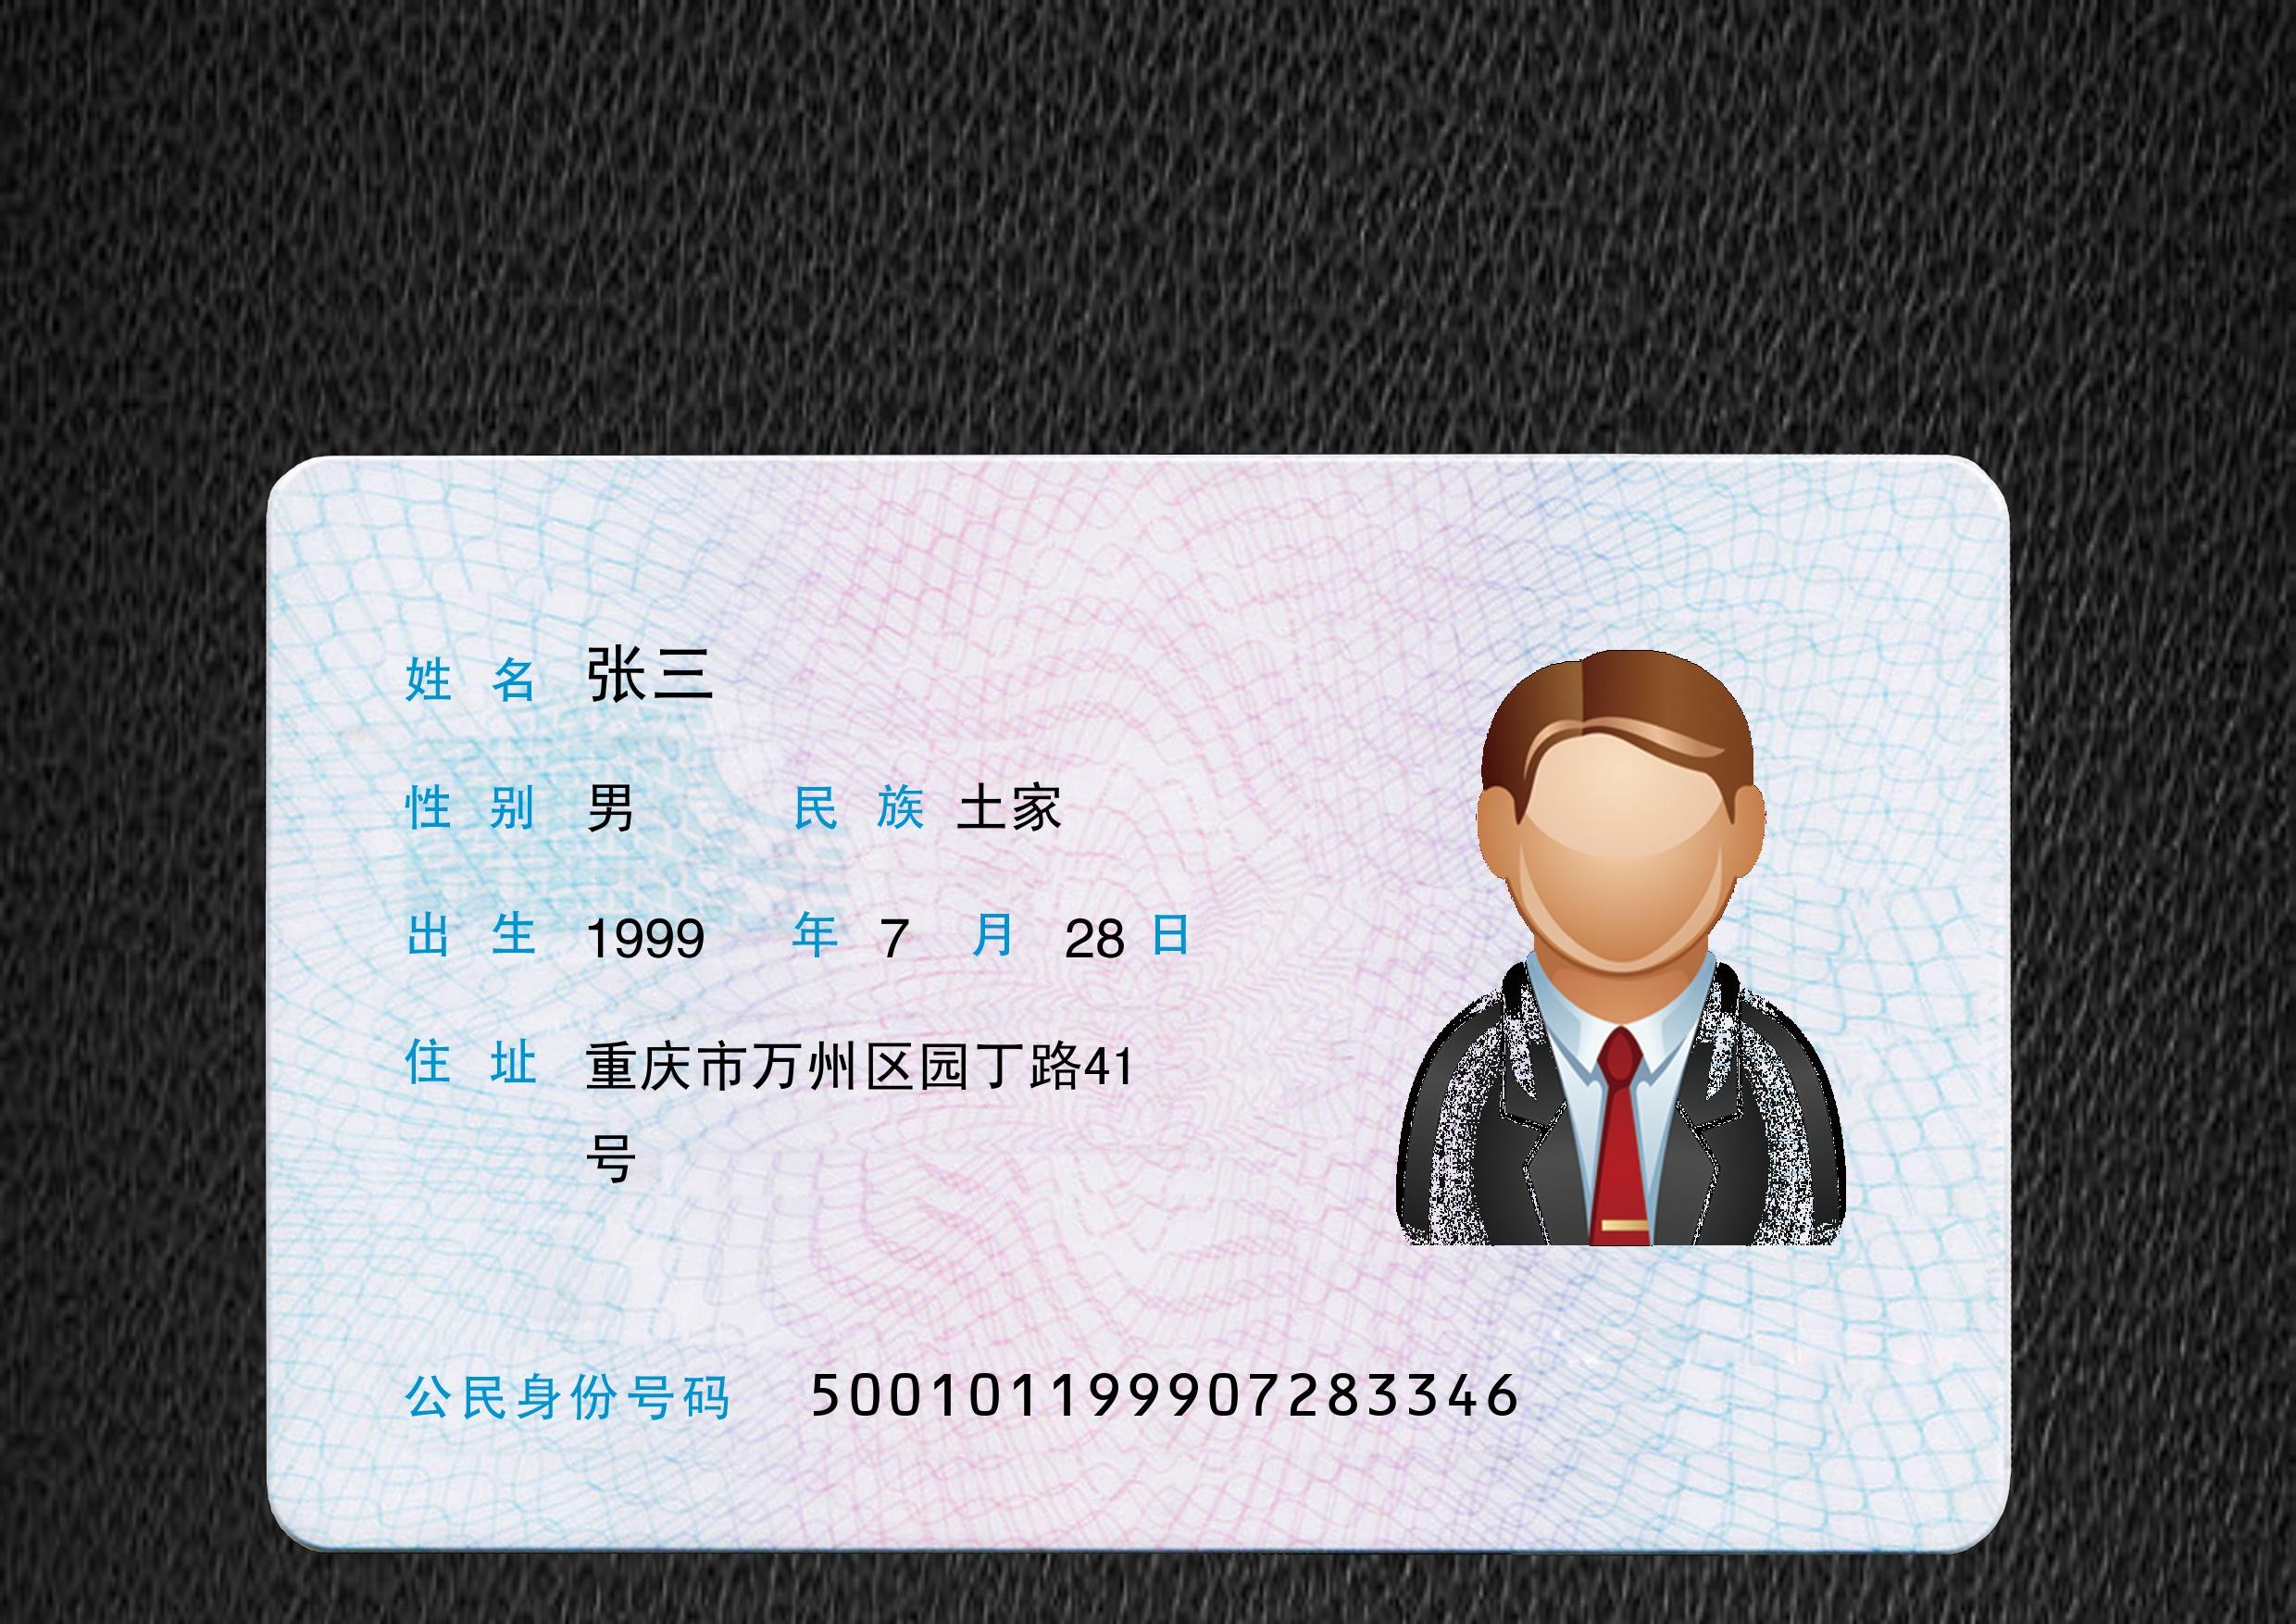 姓名 张三
性别 男 民族 土家
出生 1999 年 7 月 28 日
住址 重庆市万州区园丁路41
号
公民身份号码 500101199907283346